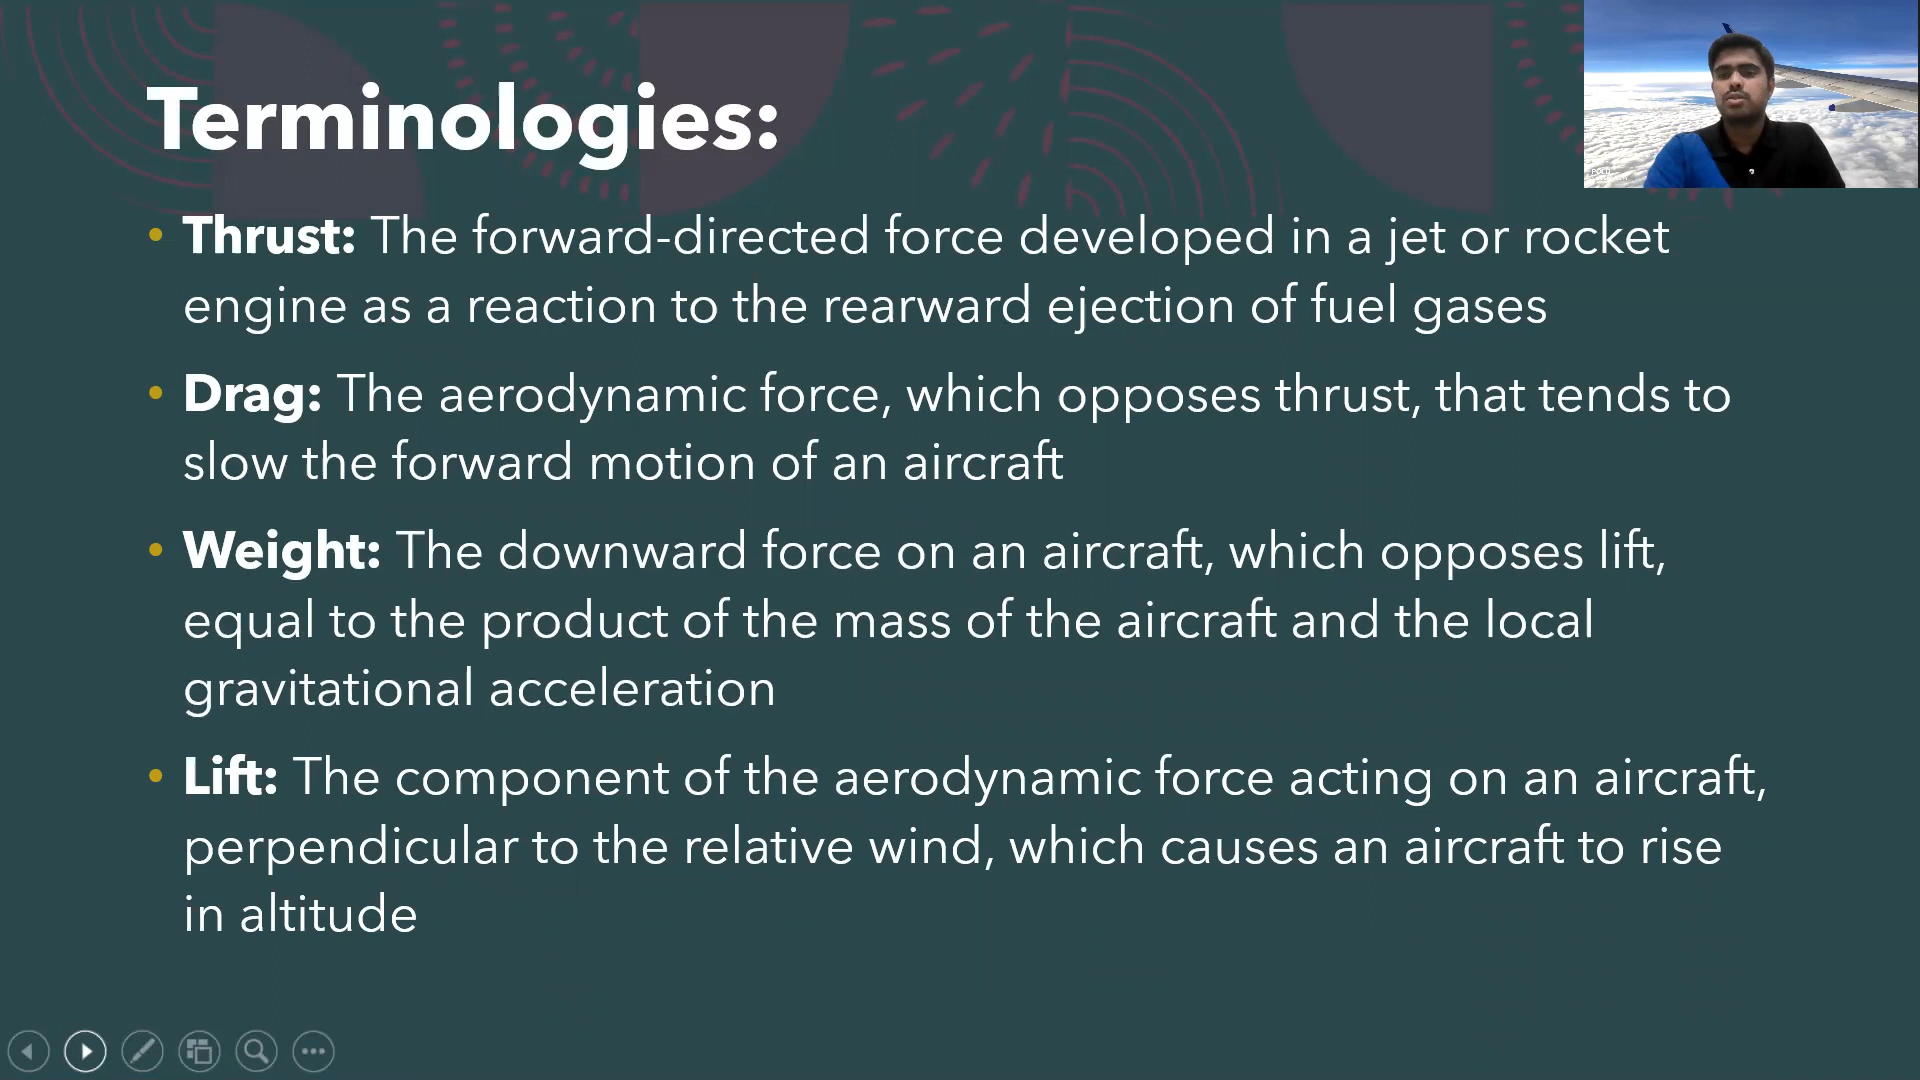 Terminologies:
• Thrust: The forward-directed force developed in a jet or rocket
engine as a reaction to the rearward ejection of fuel gases
• Drag: The aerodynamic force, which opposes thrust, that tends to
slow the forward motion of an aircraft
• Weight: The downward force on an aircraft, which opposes lift,
equal to the product of the mass of the aircraft and the local
gravitational acceleration
• Lift: The component of the aerodynamic force acting on an aircraft,
perpendicular to the relative wind, which causes an aircraft to rise
in altitude